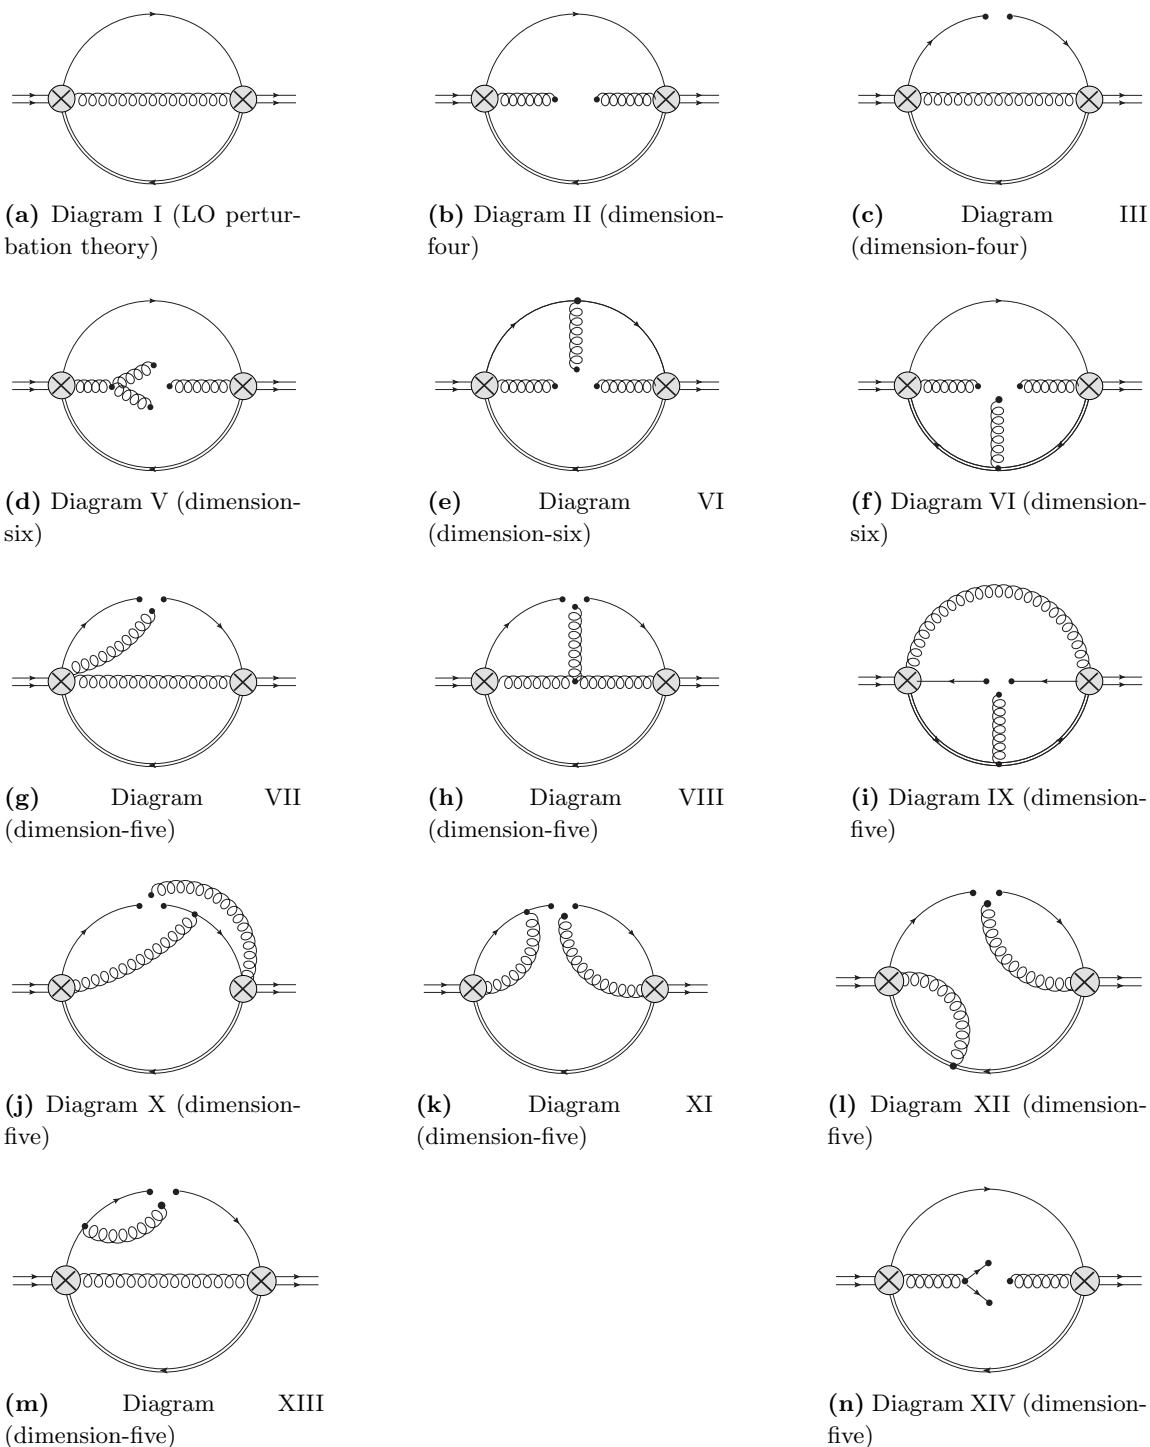 (a) Diagram I (LO pertur-
bation theory)
(b) Diagram II (dimension-
four)
(c) Diagram III
(dimension-four)
(d) Diagram V (dimension-
six)
(e) Diagram VI
(dimension-six)
(f) Diagram VI (dimension-
six)
(g) Diagram VII
(dimension-five)
(h) Diagram VIII
(dimension-five)
(i) Diagram IX (dimension-
five)
(j) Diagram X (dimension-
five)
(k) Diagram XI
(dimension-five)
(l) Diagram XII (dimension-
five)
(m) Diagram XIII
(dimension-five)
(n) Diagram XIV (dimension-
five)